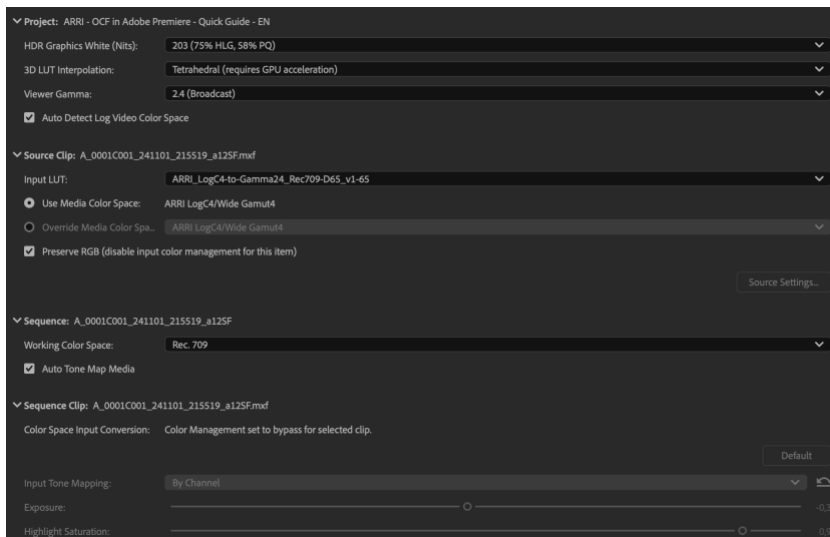 Project: ARRI - OCF in Adobe Premiere - Quick Guide - EN
HDR Graphics White (Nits): 203 (75% HLG, 58% PQ)
3D LUT Interpolation: Tetrahedral (requires GPU acceleration)
Viewer Gamma: 2.4 (Broadcast)
Auto Detect Log Video Color Space
Source Clip: A_0001C001_241101_215519_a12SF.mxf
Input LUT: ARRI_LogC4-to-Gamma24_Rec709-D65_v1-65
Use Media Color Space: ARRI LogC4/Wide Gamut4
Override Media Color Spa... ARRI LogC4/Wide Gamut4
Preserve RGB (disable input color management for this item)
Source Settings...
Sequence: A_0001C001_241101_215519_a12SF
Working Color Space: Rec. 709
Auto Tone Map Media
Sequence Clip: A_0001C001_241101_215519_a12SF.mxf
Color Space Input Conversion: Color Management set to bypass for selected clip.
Default
Input Tone Mapping: By Channel
Exposure:
Highlight Saturation: